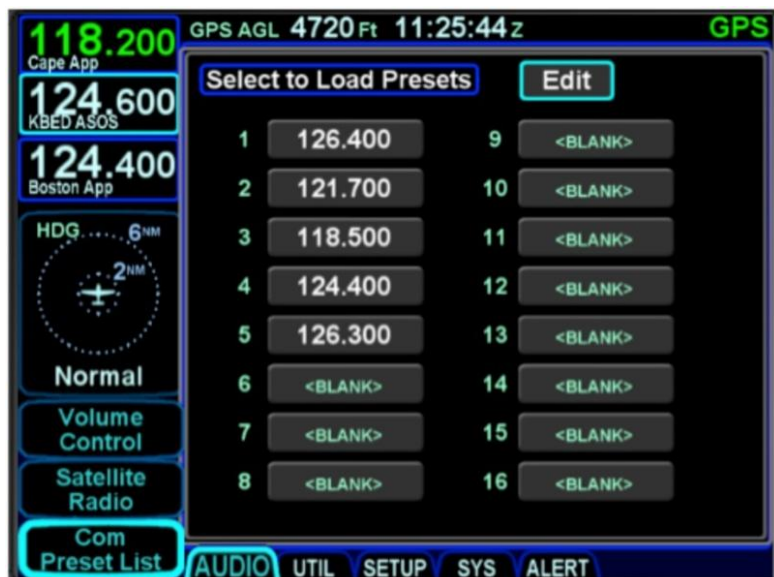 118.200
Cape App
124.600
KBED ASOS
124.400
Boston App
HDG 6NM
2NM
Normal
Volume
Control
Satellite
Radio
Com
Preset List
GPS AGL 4720 Ft 11:25:44 Z GPS
Select to Load Presets Edit
1 126.400 9 <BLANK>
2 121.700 10 <BLANK>
3 118.500 11 <BLANK>
4 124.400 12 <BLANK>
5 126.300 13 <BLANK>
6 <BLANK> 14 <BLANK>
7 <BLANK> 15 <BLANK>
8 <BLANK> 16 <BLANK>
AUDIO UTIL SETUP SYS ALERT